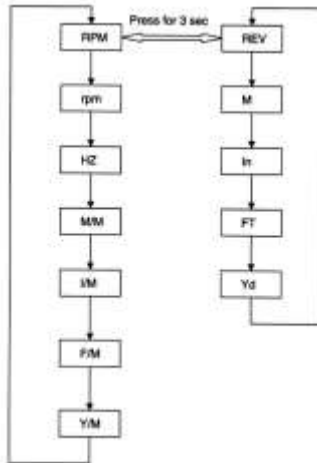 Press for 3 sec
RPM
REV
rpm
M
HZ
In
M/M
FT
I/M
Yd
F/M
Y/M